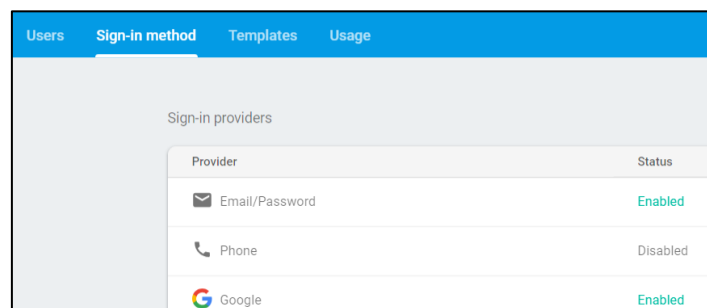 Users Sign-in method Templates Usage
Sign-in providers
Provider Status
Email/Password Enabled
Phone Disabled
Google Enabled